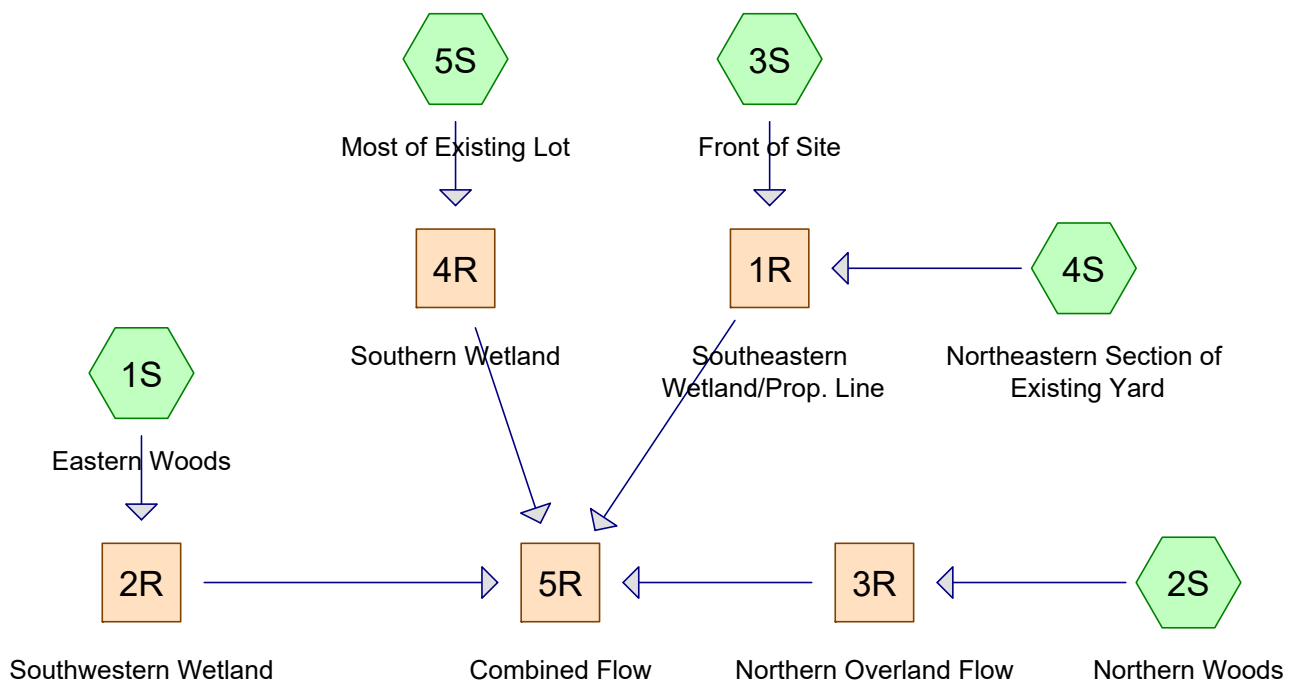 5S
3S
Most of Existing Lot
Front of Site
4R
1R
4S
Southern Wetland
Southeastern
Wetland/Prop. Line
Northeastern Section of
Existing Yard
1S
Eastern Woods
2R
5R
3R
2S
Southwestern Wetland
Combined Flow
Northern Overland Flow
Northern Woods